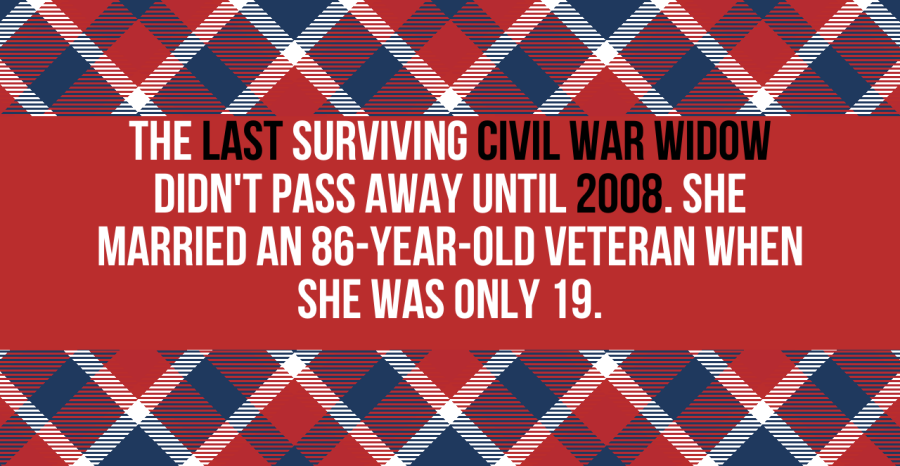 THE LAST SURVIVING CIVIL WAR WIDOW
DIDN'T PASS AWAY UNTIL 2008. SHE
MARRIED AN 86-YEAR-OLD VETERAN WHEN
SHE WAS ONLY 19.